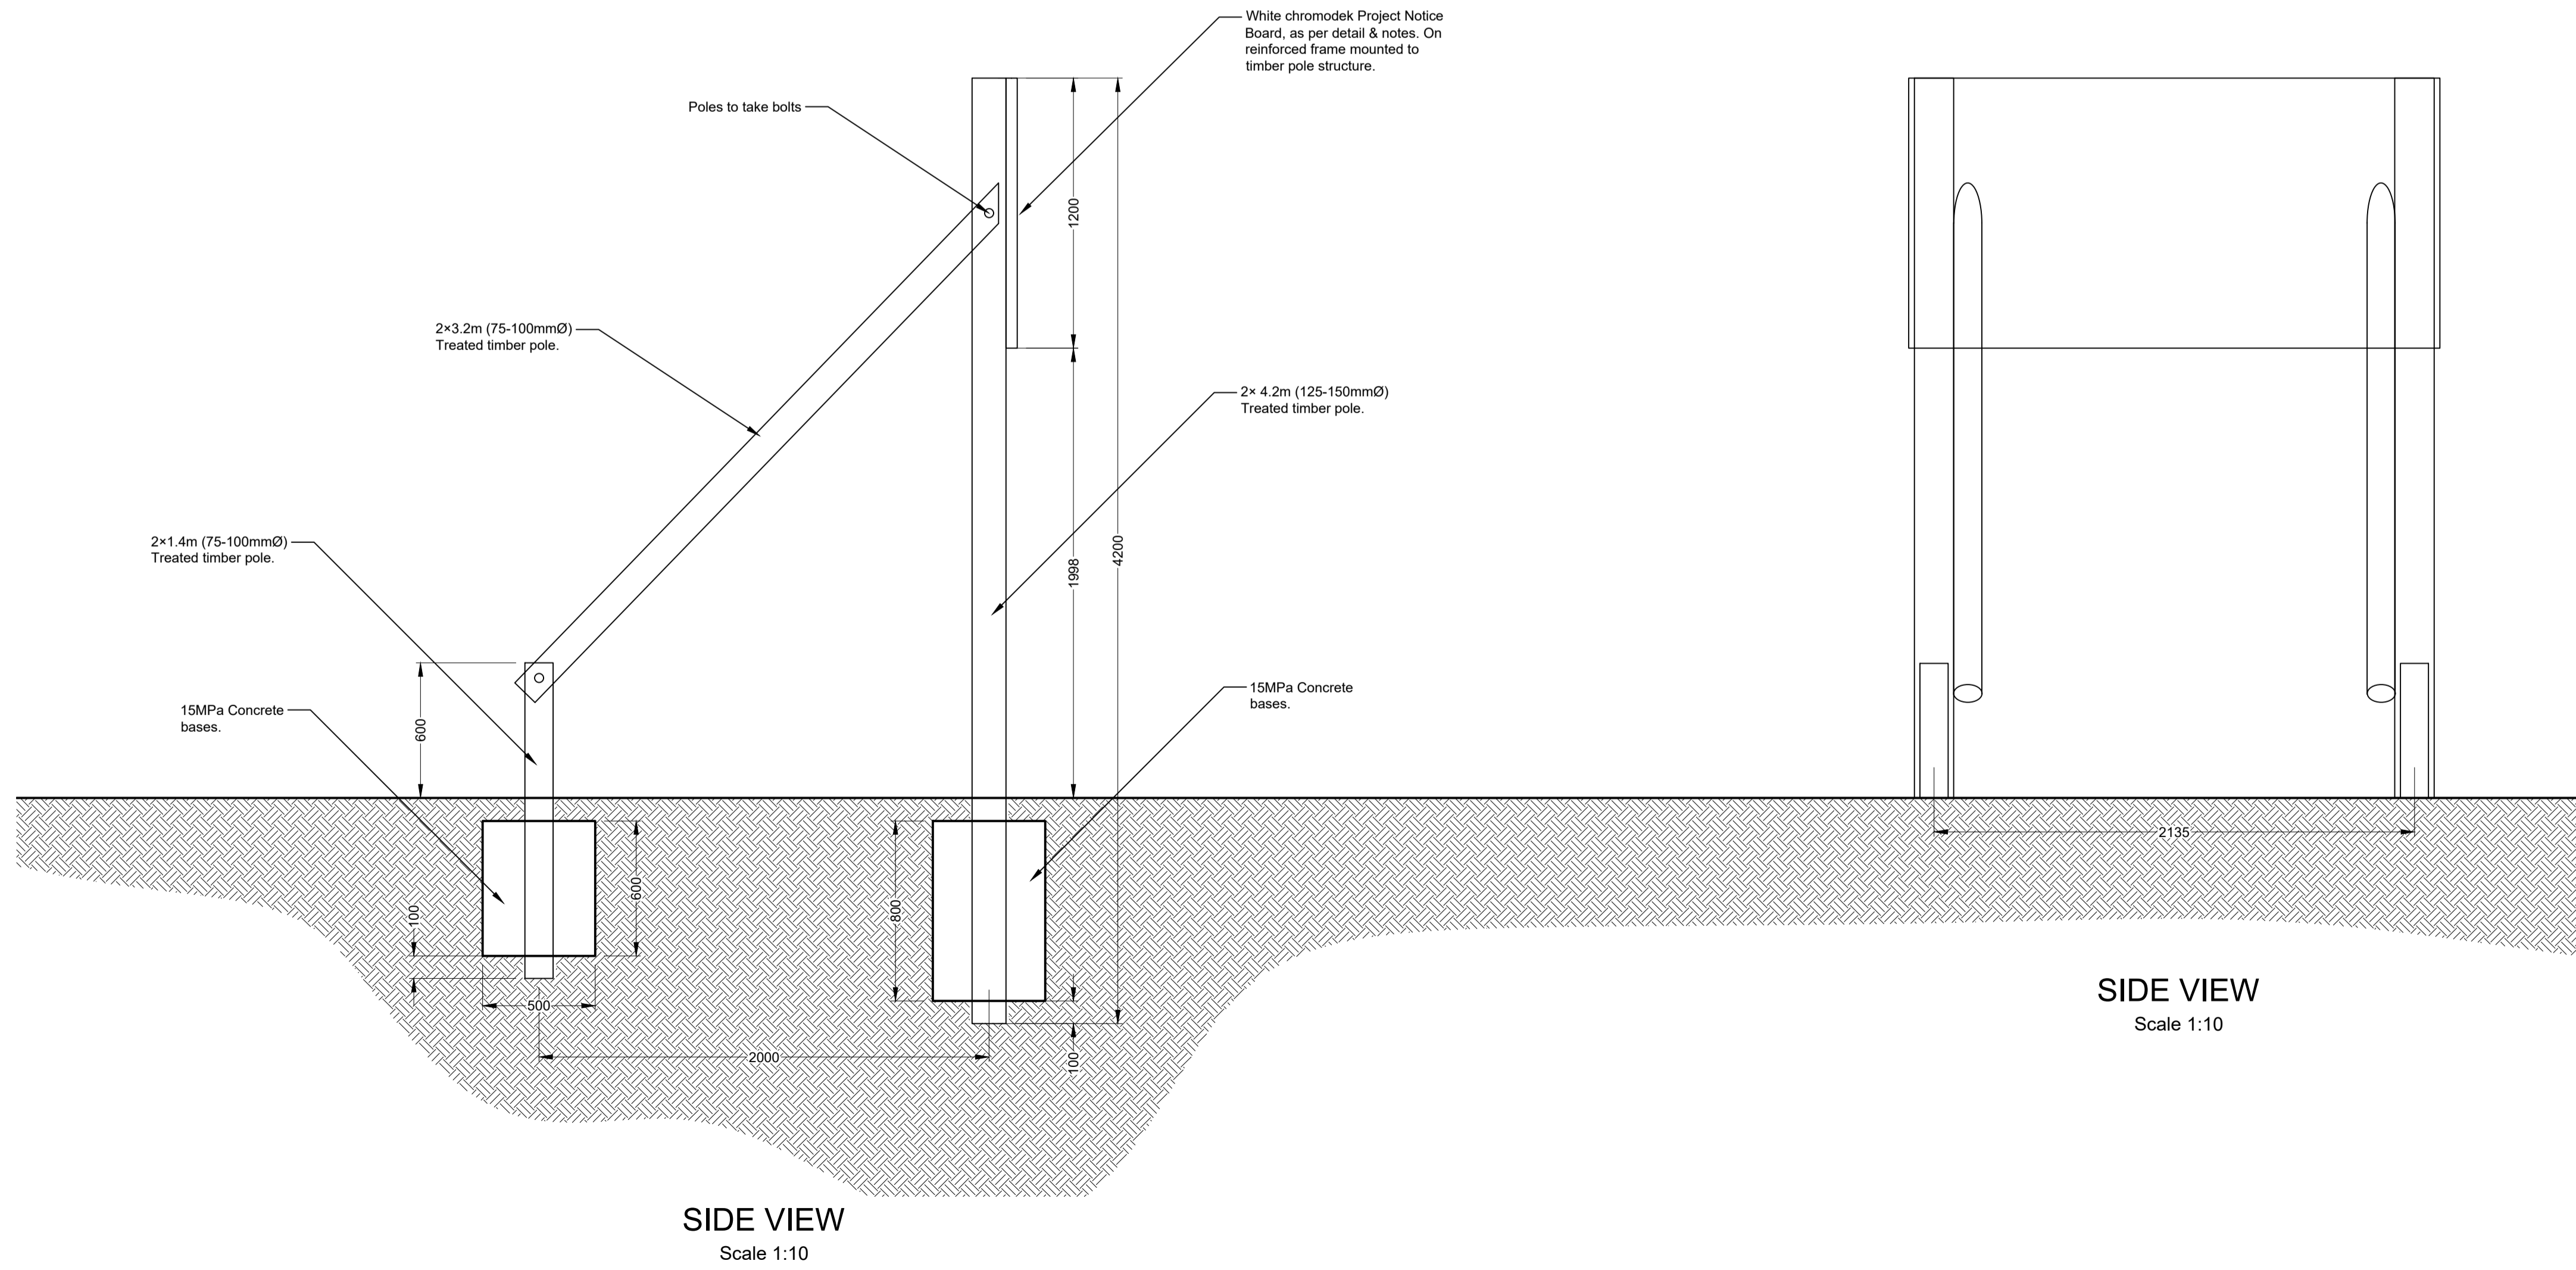 White chromodek Project Notice
Board, as per detail & notes. On
reinforced frame mounted to
timber pole structure.
Poles to take bolts
1200
2×3.2m (75-100mmØ)
Treated timber pole.
2× 4.2m (125-150mmØ)
Treated timber pole.
2×1.4m (75-100mmØ)
Treated timber pole.
4200
1998
15MPa Concrete
bases.
15MPa Concrete
bases.
600
2135
600
800
100
500
2000
100
SIDE VIEW
Scale 1:10
SIDE VIEW
Scale 1:10